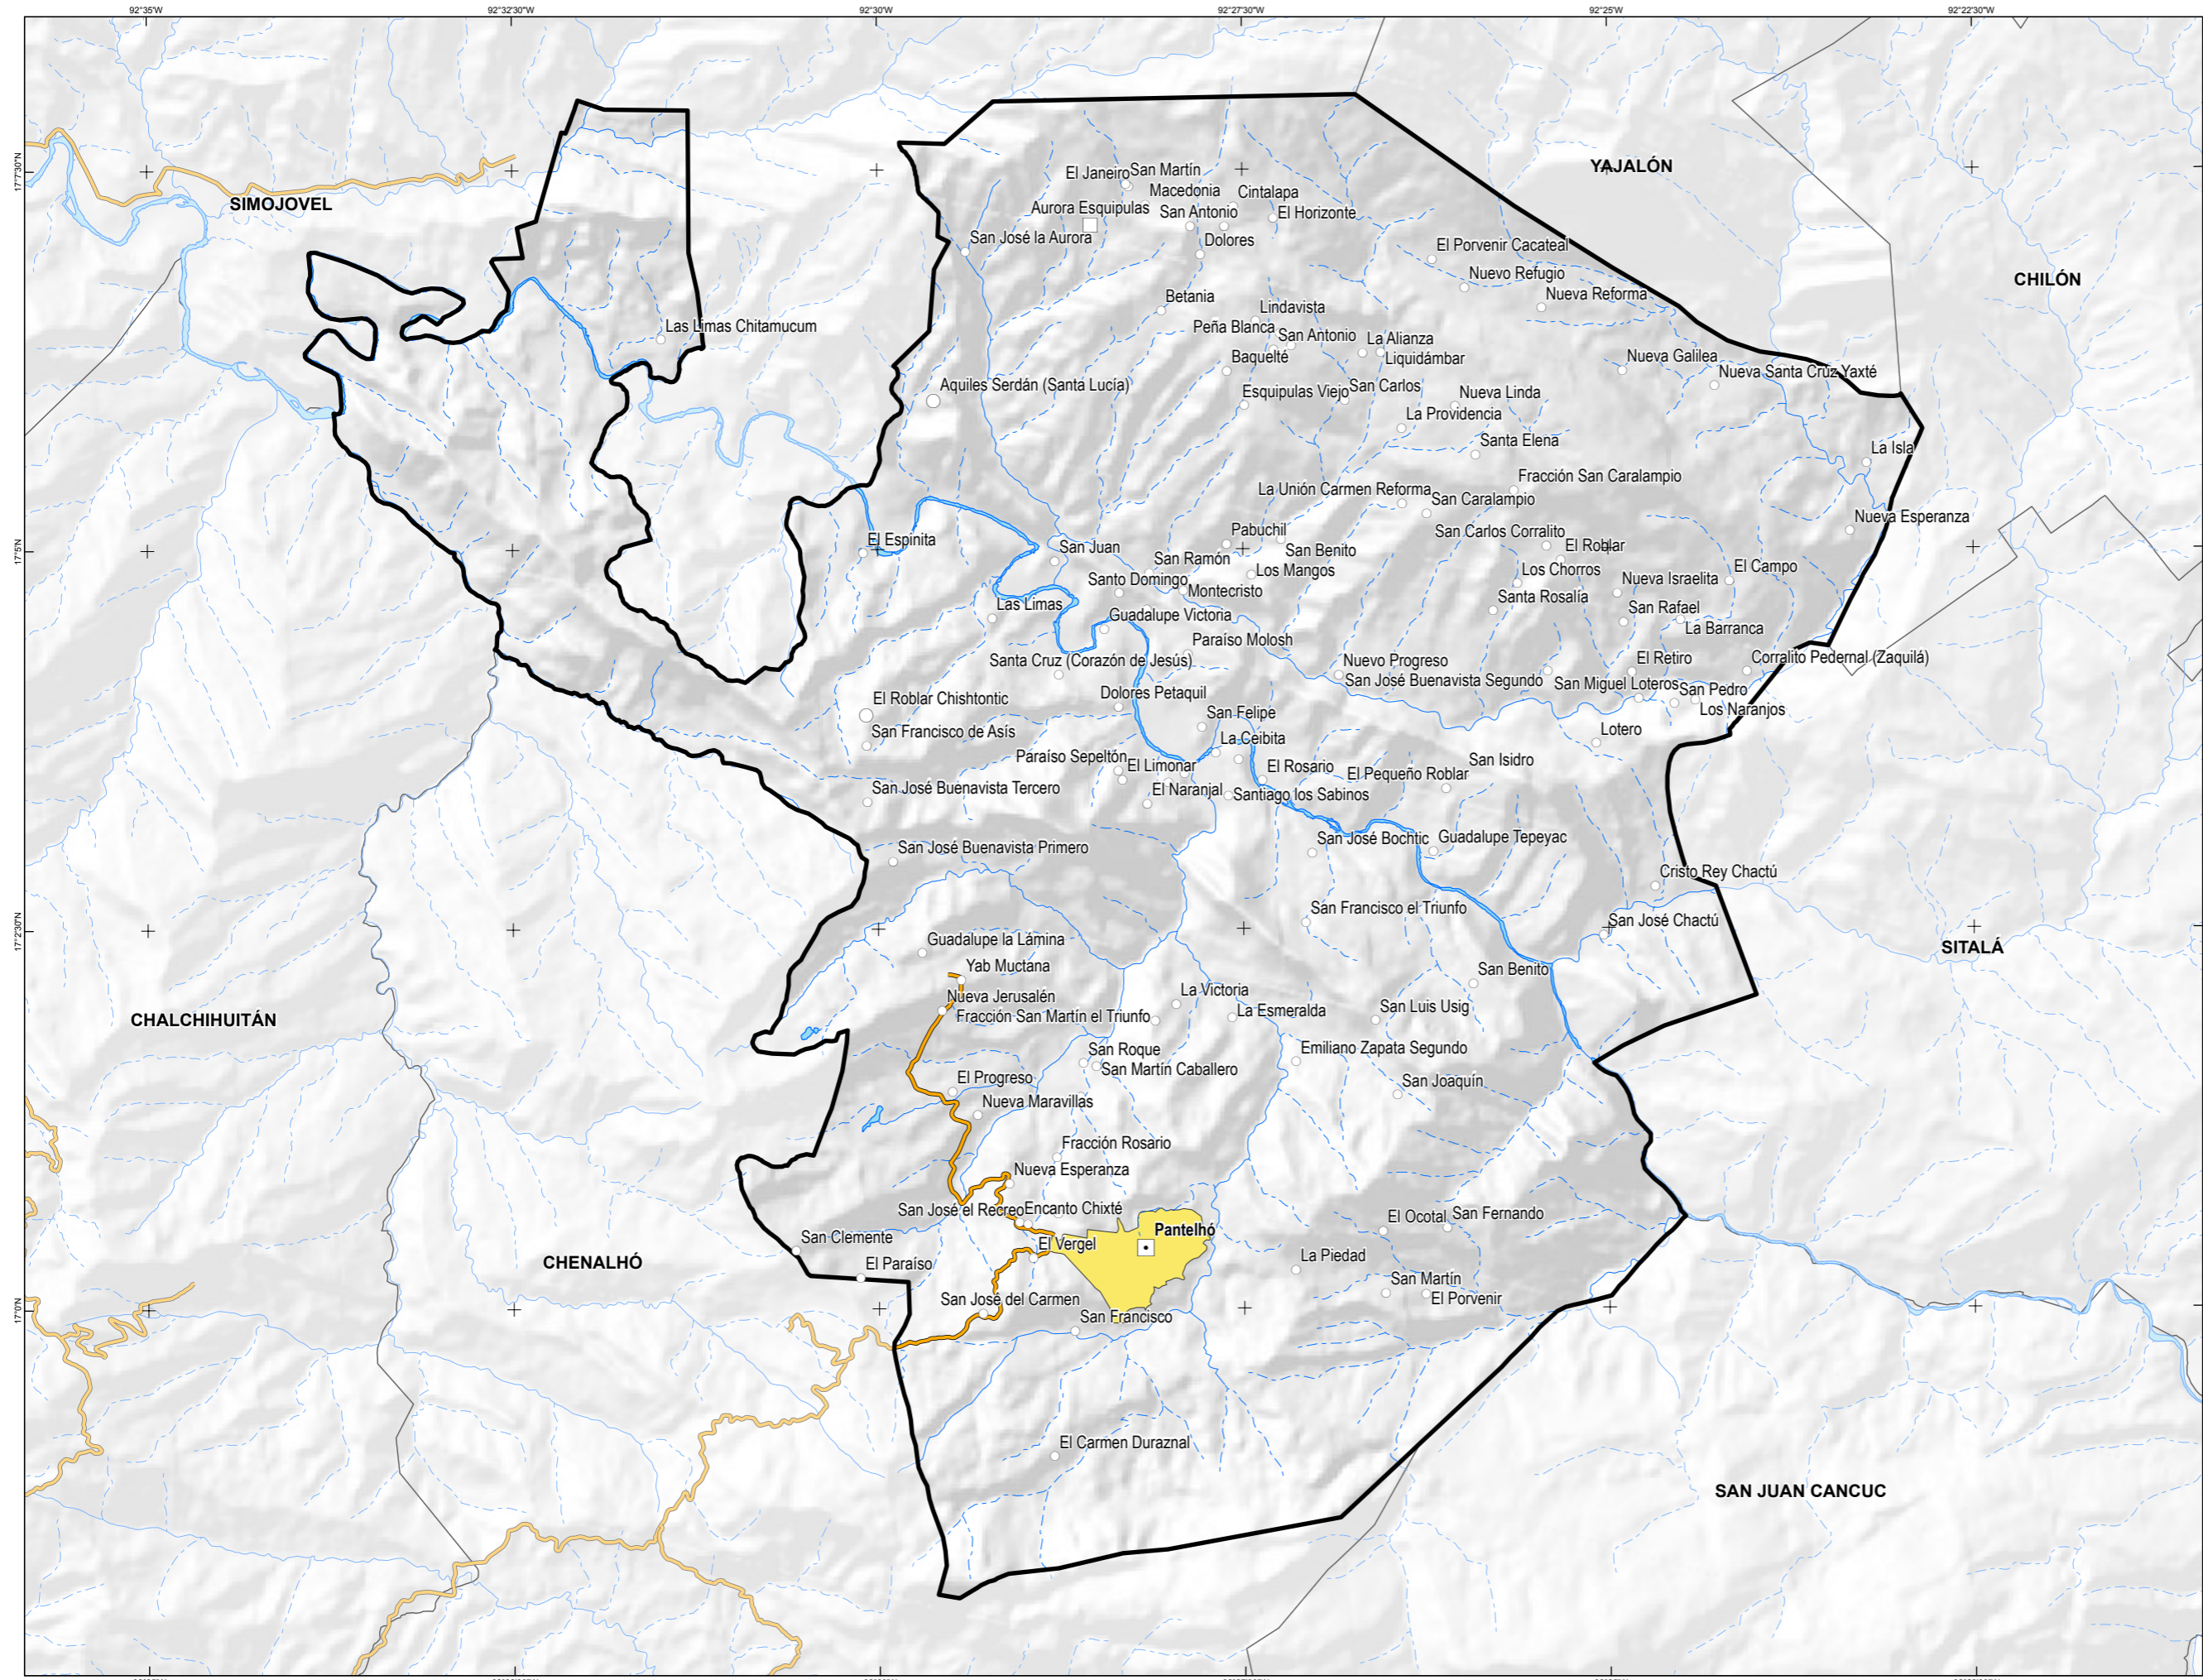 92°35'W
92°32'30"W
92°30'W
92°27'30"W
92°25'W
92°22'30"W
17°7'30"N
17°5'N
17°2'30"N
17°0'N
SIMOJOVEL
YAJALÓN
CHILÓN
El Janeiro
San Martín
Macedonia
Cintalapa
Aurora Esquipulas
San Antonio
El Horizonte
San José la Aurora
Dolores
El Porvenir Cacateal
Nuevo Refugio
Nueva Reforma
Betania
Lindavista
Las Limas Chitamucum
Peña Blanca
San Antonio
La Alianza
Baquelté
Liquidámbar
Nueva Galilea
Nueva Santa Cruz Yaxté
Aquiles Serdán (Santa Lucía)
Esquipulas Viejo
San Carlos
Nueva Linda
La Providencia
Santa Elena
La Isla
Fracción San Caralampio
La Unión Carmen Reforma
San Caralampio
Nueva Esperanza
Pabuchil
San Carlos Corralito
El Espinita
San Juan
San Benito
El Roblar
San Ramón
Los Mangos
Los Chorros
El Campo
Santo Domingo
Nueva Israelita
Montecristo
Santa Rosalía
Las Limas
San Rafael
Guadalupe Victoria
La Barranca
Paraíso Molosh
Santa Cruz (Corazón de Jesús)
Nuevo Progreso
El Retiro
Corralito Pedernal (Zaquilá)
San José Buenavista Segundo
San Miguel Loteros
San Pedro
El Roblar Chishtontic
Dolores Petaquil
Los Naranjos
San Felipe
San Francisco de Asís
Lotero
La Ceibita
Paraíso Sepeltón
El Limonar
El Rosario
El Pequeño Roblar
San Isidro
San José Buenavista Tercero
El Naranjal
Santiago los Sabinos
San José Buenavista Primero
San José Bochtic
Guadalupe Tepeyac
Cristo Rey Chactú
San Francisco el Triunfo
San José Chactú
Guadalupe la Lámina
SITALÁ
Yab Muctana
San Benito
Nueva Jerusalén
La Victoria
Fracción San Martín el Triunfo
La Esmeralda
San Luis Usig
CHALCHIHUITÁN
San Roque
Emiliano Zapata Segundo
San Martín Caballero
El Progreso
San Joaquín
Nueva Maravillas
Fracción Rosario
Nueva Esperanza
San José el Recreo
Encanto Chixté
El Ocotal
San Fernando
Pantelhó
San Clemente
El Vergel
La Piedad
CHENALHÓ
El Paraíso
San Martín
San José del Carmen
El Porvenir
San Francisco
El Carmen Duraznal
SAN JUAN CANCUC